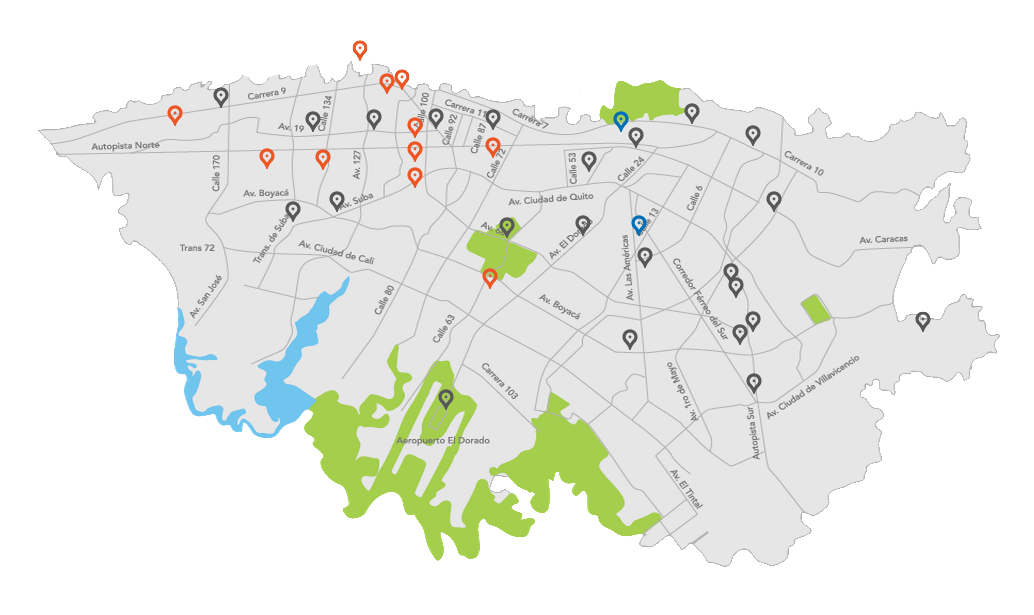 Carrera 9
Calle 134
Calle 100
Carrera 11
Carrera 7
Av. 19
Calle 92
Calle 87
Calle 72
Autopista Norte
Calle 170
Av. 127
Calle 53
Calle 24
Carrera 10
Av. Boyacá
Av. Suba
Av. Ciudad de Quito
Calle 6
Trans. de Suba
Calle 13
Trans 72
Av. Ciudad de Cali
Av. El Dorado
Av. Caracas
Av. San José
Calle 80
Av. Boyacá
Av. Las Américas
Corredor Férreo del Sur
Calle 63
Carrera 103
Av. 1ro de Mayo
Av. Ciudad de Villavicencio
Aeropuerto El Dorado
Autopista Sur
Av. El Tintal